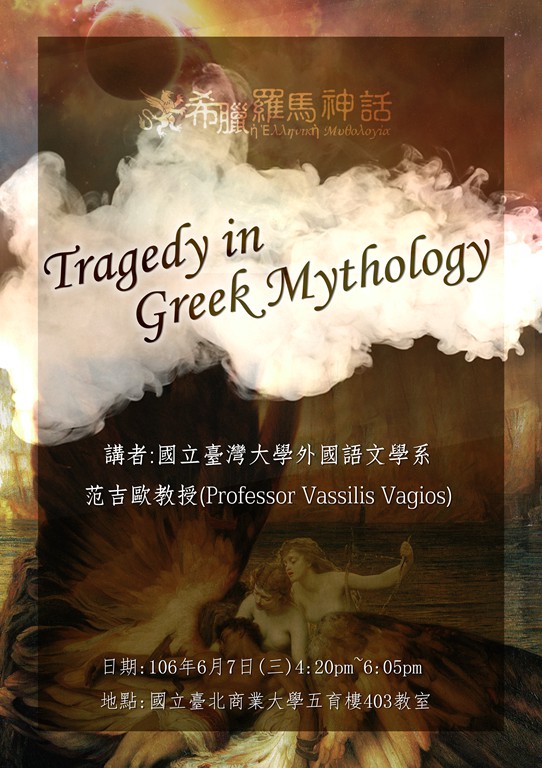 希臘羅馬神話
ἡ Ἑλληνικὴ Μυθολογία
Tragedy in
Greek Mythology
講者:國立臺灣大學外國語文學系
范吉歐教授(Professor Vassilis Vagios)
日期:106年6月7日(三)4:20pm~6:05pm
地點:國立臺北商業大學五育樓403教室